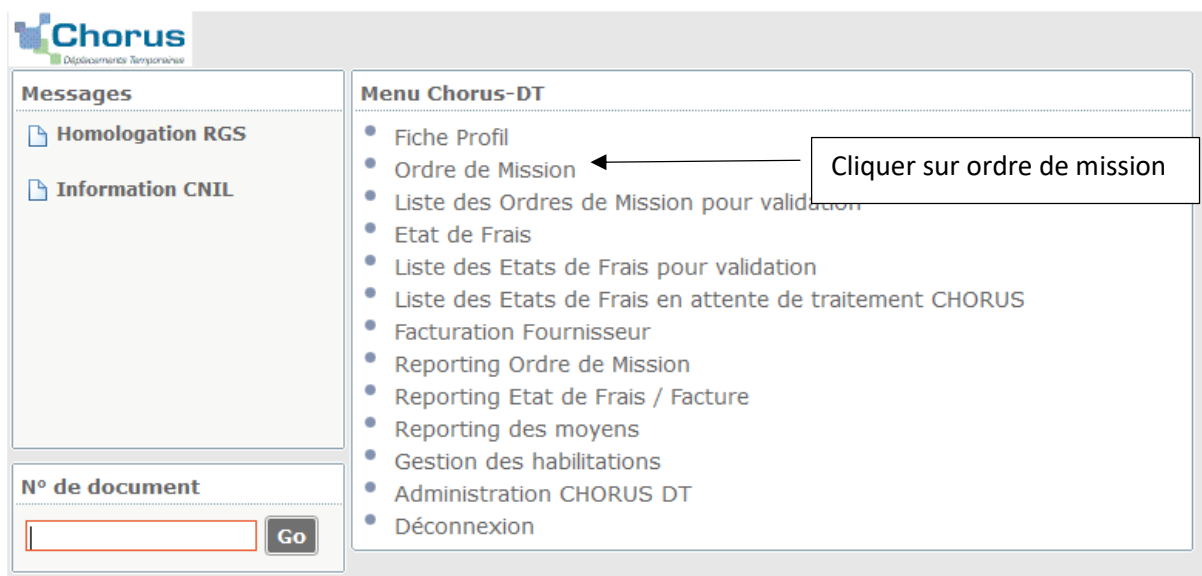 Chorus
Déplacements Temporaires
Messages
Homologation RGS
Information CNIL
N° de document
Go
Menu Chorus-DT
Fiche Profil
Ordre de Mission
Cliquer sur ordre de mission
Liste des Ordres de Mission pour validation
Etat de Frais
Liste des Etats de Frais pour validation
Liste des Etats de Frais en attente de traitement CHORUS
Facturation Fournisseur
Reporting Ordre de Mission
Reporting Etat de Frais / Facture
Reporting des moyens
Gestion des habilitations
Administration CHORUS DT
Déconnexion